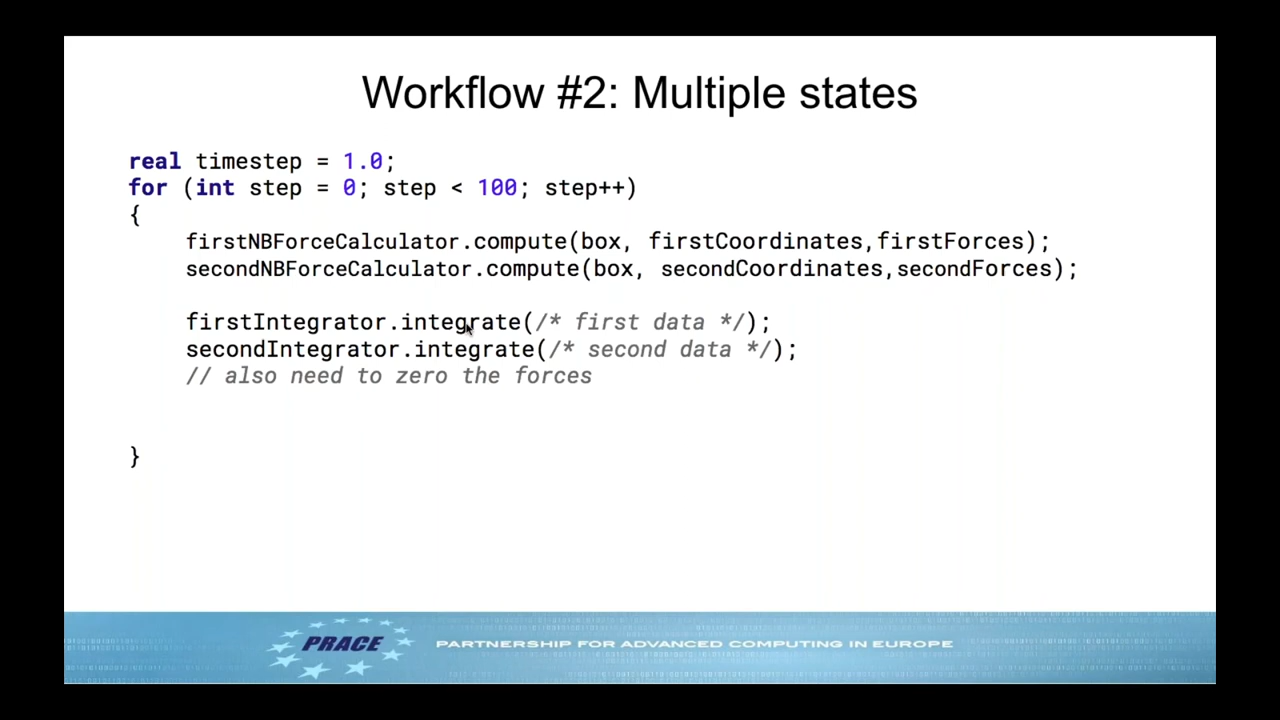 Workflow #2: Multiple states
real timestep = 1.0;
for (int step = 0; step < 100; step++)
{
firstNBForceCalculator.compute(box, firstCoordinates,firstForces);
secondNBForceCalculator.compute(box, secondCoordinates,secondForces);
firstIntegrator.integrate(/* first data */);
secondIntegrator.integrate(/* second data */);
// also need to zero the forces
}
PRACE PARTNERSHIP FOR ADVANCED COMPUTING IN EUROPE